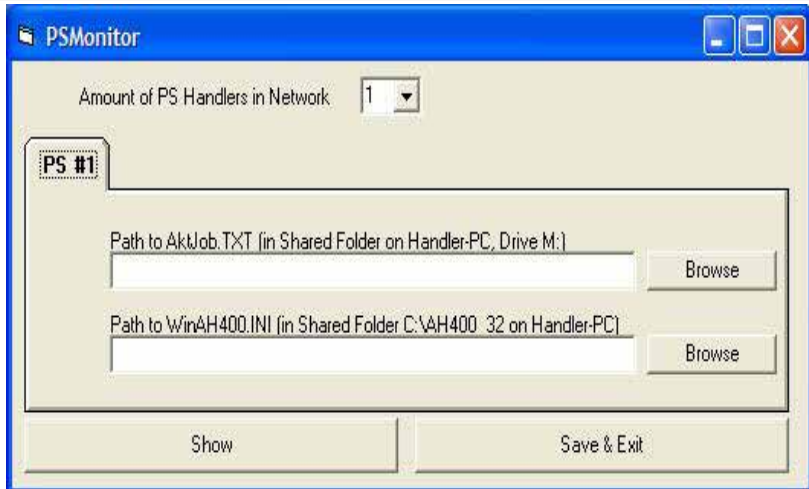 PSMonitor
Amount of PS Handlers in Network 1
PS #1
Path to AktJob.TXT (in Shared Folder on Handler-PC, Drive M:)
Browse
Path to WinAH400.INI (in Shared Folder C:\AH400_32 on Handler-PC)
Browse
Show Save & Exit